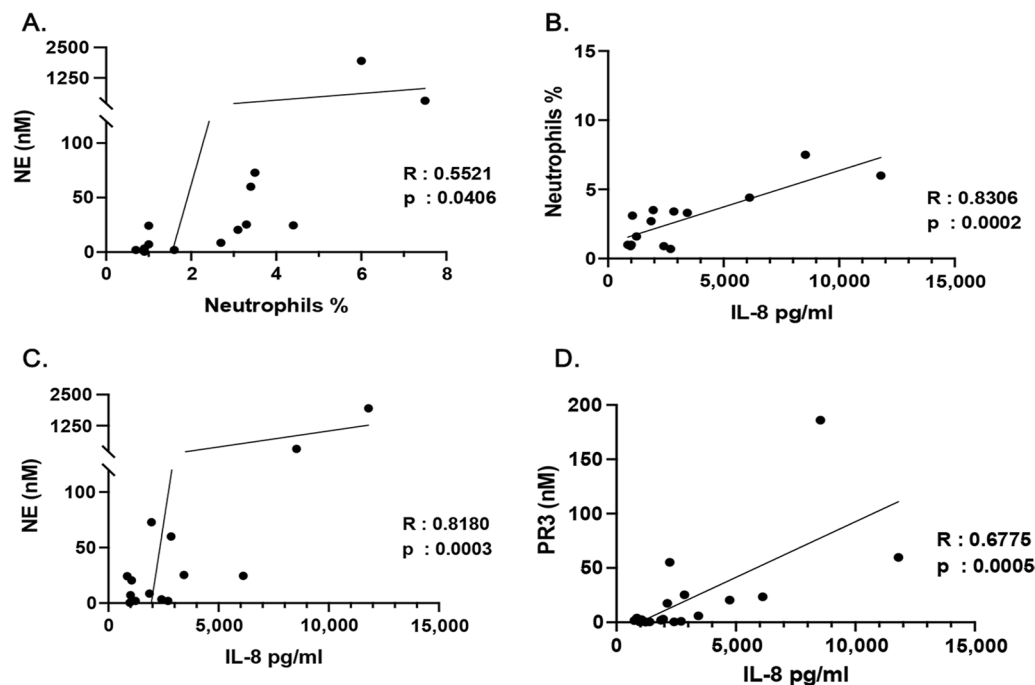 A.
2500
1250
100
50
0
NE (nM)
0 2 4 6 8
Neutrophils %
R : 0.5521
p : 0.0406
B.
15
10
5
0
Neutrophils %
0 5,000 10,000 15,000
IL-8 pg/ml
R : 0.8306
p : 0.0002
C.
2500
1250
100
50
0
NE (nM)
0 5,000 10,000 15,000
IL-8 pg/ml
R : 0.8180
p : 0.0003
D.
200
150
100
50
0
PR3 (nM)
0 5,000 10,000 15,000
IL-8 pg/ml
R : 0.6775
p : 0.0005